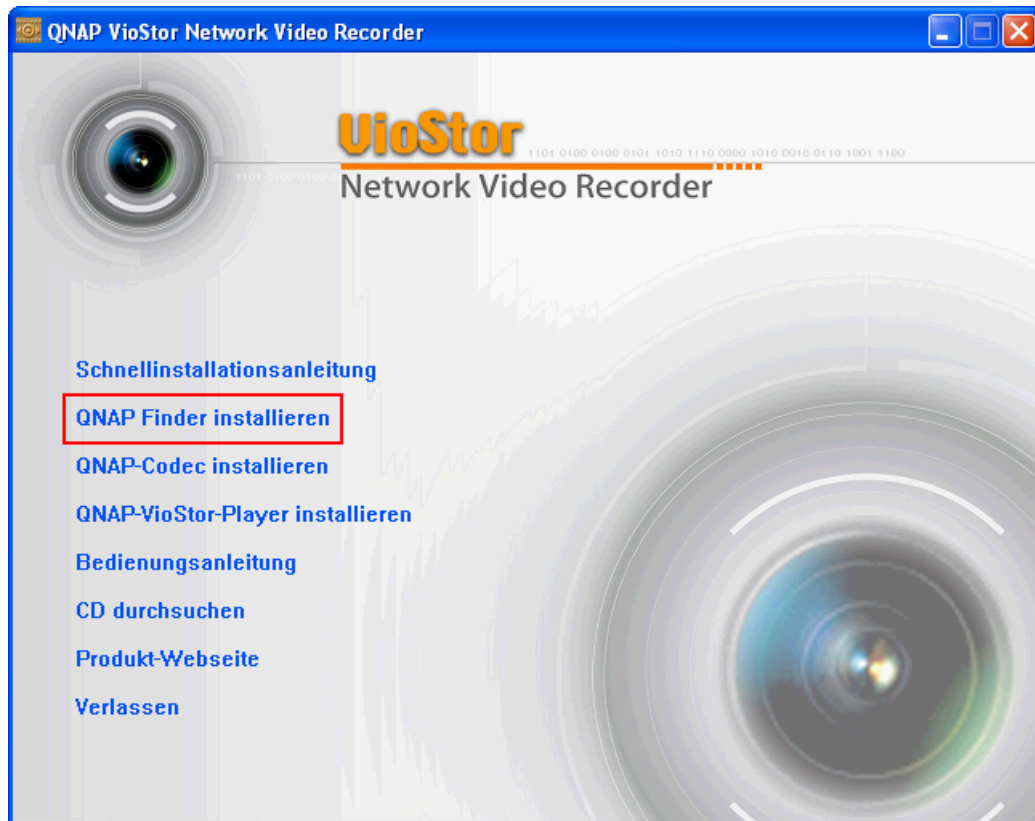 QNAP VioStor Network Video Recorder
VioStor
1101 0100 0100 0101 1010 1110 0000 1010 0010 0110 1001 1100
Network Video Recorder
Schnellinstallationsanleitung
QNAP Finder installieren
QNAP-Codec installieren
QNAP-VioStor-Player installieren
Bedienungsanleitung
CD durchsuchen
Produkt-Webseite
Verlassen